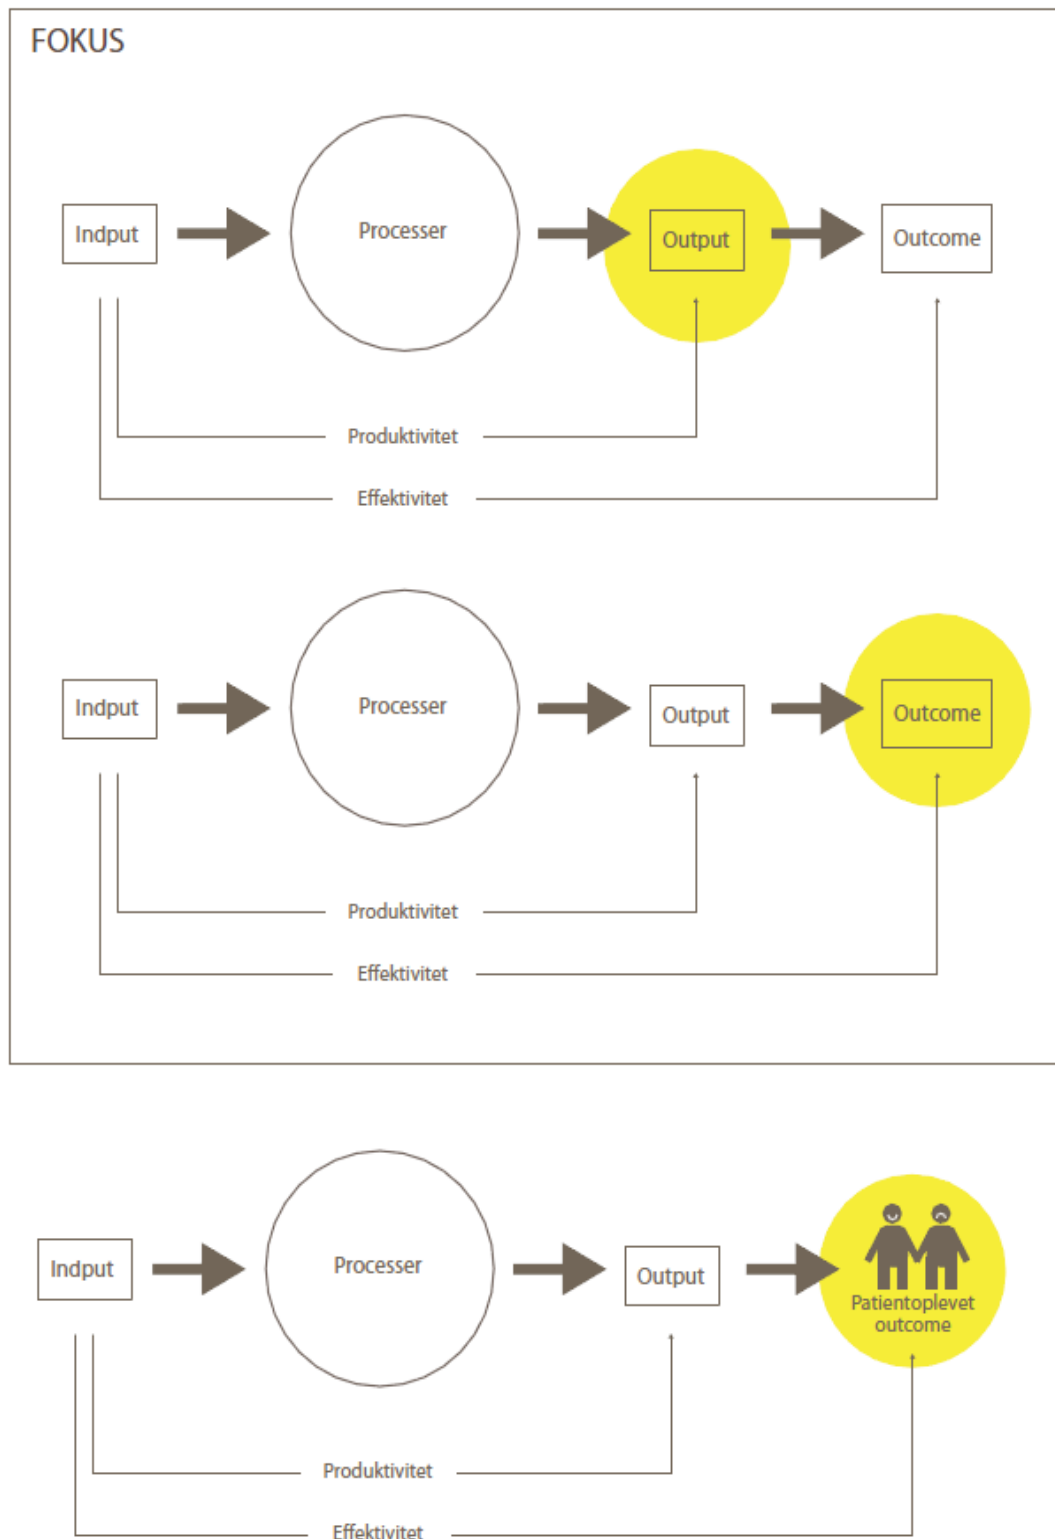 FOKUS
Indput
Processer
Output
Outcome
Produktivitet
Effektivitet
Indput
Processer
Output
Outcome
Produktivitet
Effektivitet
Indput
Processer
Output
Patientoplevet
outcome
Produktivitet
Effektivitet